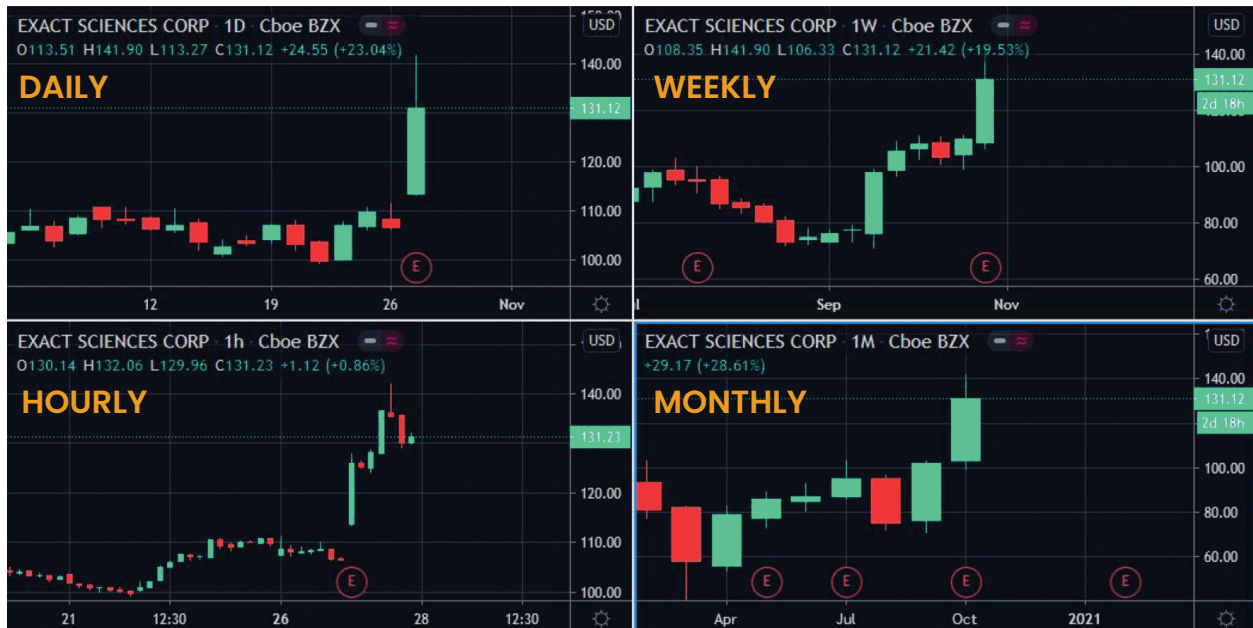 EXACT SCIENCES CORP · 1D · Cboe BZX
O113.51 H141.90 L113.27 C131.12 +24.55 (+23.04%)
DAILY
USD
140.00
131.12
120.00
110.00
100.00
E
12 19 26 Nov
EXACT SCIENCES CORP · 1W · Cboe BZX
O108.35 H141.90 L106.33 C131.12 +21.42 (+19.53%)
WEEKLY
USD
140.00
131.12
2d 18h
100.00
80.00
60.00
E E
Sep Nov
EXACT SCIENCES CORP · 1h · Cboe BZX
O130.14 H132.06 L129.96 C131.23 +1.12 (+0.86%)
HOURLY
USD
140.00
131.23
120.00
110.00
100.00
E
21 12:30 26 28 12:30
EXACT SCIENCES CORP · 1M · Cboe BZX
+29.17 (+28.61%)
MONTHLY
USD
140.00
131.12
2d 18h
100.00
80.00
60.00
E E E E
Apr Jul Oct 2021